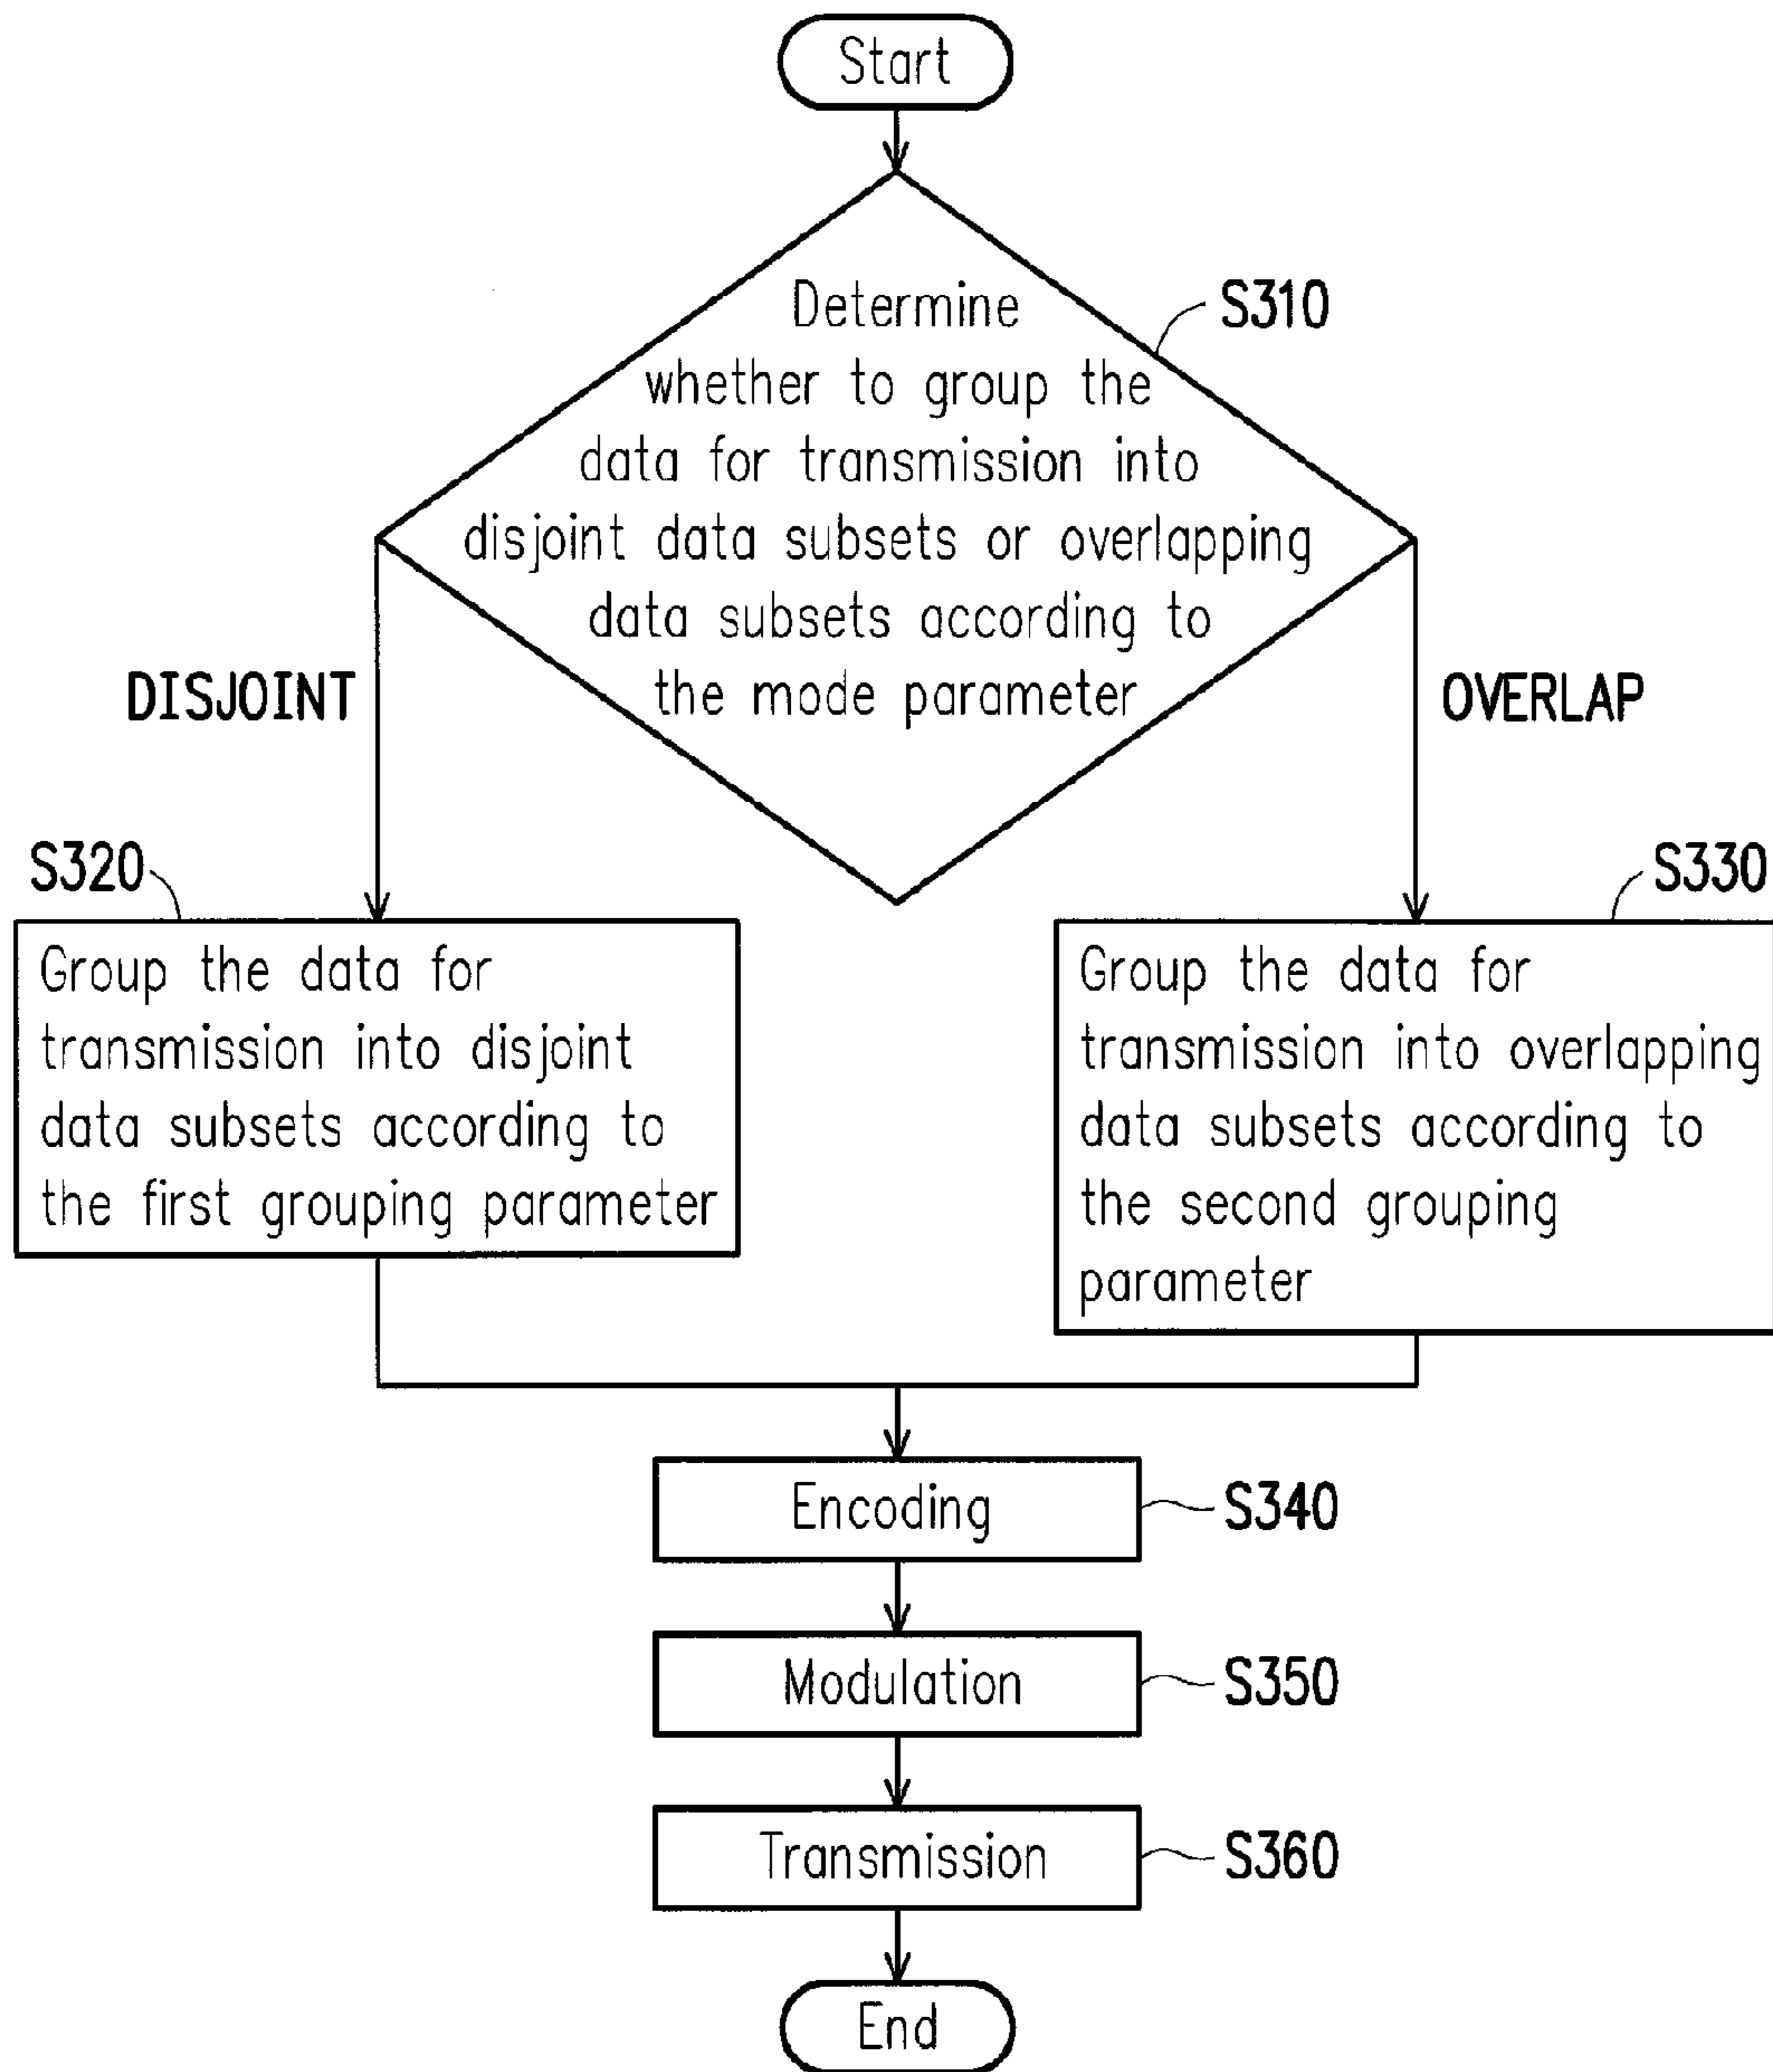 Start
Determine
whether to group the
data for transmission into
disjoint data subsets or overlapping
data subsets according to
the mode parameter
S310
DISJOINT
OVERLAP
S320
Group the data for
transmission into disjoint
data subsets according to
the first grouping parameter
S330
Group the data for
transmission into overlapping
data subsets according to
the second grouping
parameter
Encoding
S340
Modulation
S350
Transmission
S360
End